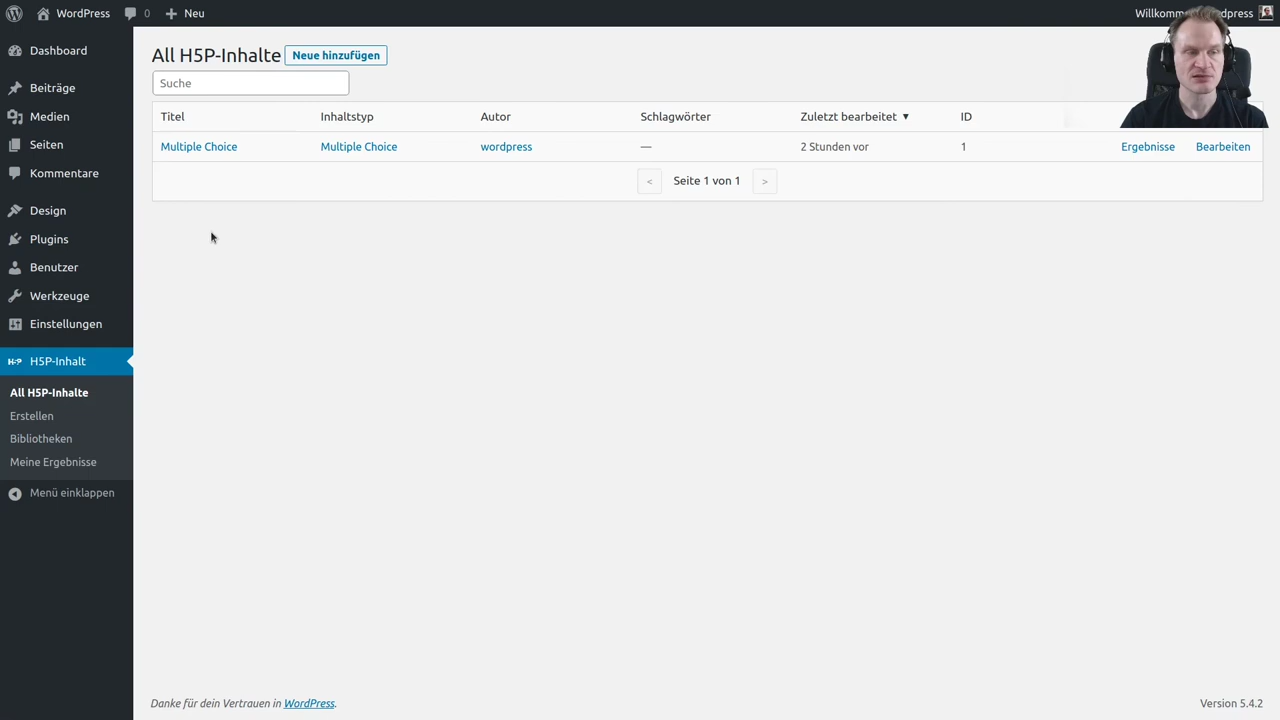 WordPress
0
Neu
Willkomm
dpress
Dashboard
Beiträge
Medien
Seiten
Kommentare
Design
Plugins
Benutzer
Werkzeuge
Einstellungen
H5P H5P-Inhalt
All H5P-Inhalte
Erstellen
Bibliotheken
Meine Ergebnisse
Menü einklappen
All H5P-Inhalte
Neue hinzufügen
Suche
Titel Inhaltstyp Autor Schlagwörter Zuletzt bearbeitet ▼ ID
Multiple Choice Multiple Choice wordpress — 2 Stunden vor 1 Ergebnisse Bearbeiten
< Seite 1 von 1 >
Danke für dein Vertrauen in WordPress.
Version 5.4.2